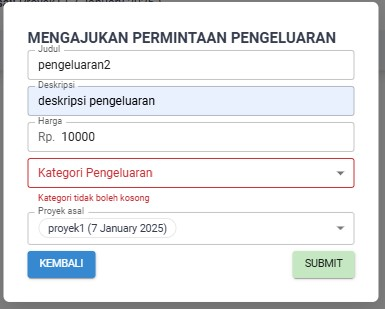 MENGAJUKAN PERMINTAAN PENGELUARAN
Judul
pengeluaran2
Deskripsi
deskripsi pengeluaran
Harga
Rp. 10000
Kategori Pengeluaran
Kategori tidak boleh kosong
Proyek asal
proyek1 (7 January 2025)
KEMBALI SUBMIT